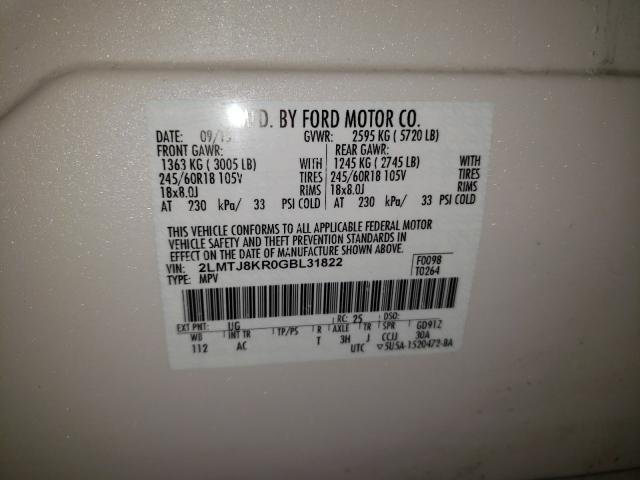 D. BY FORD MOTOR CO.
DATE: 09/15 GVWR: 2595 KG ( 5720 LB)
FRONT GAWR: REAR GAWR:
1363 KG ( 3005 LB) WITH 1245 KG ( 2745 LB) WITH
245/60R18 105V TIRES 245/60R18 105V TIRES
18x8.0J RIMS 18x8.0J RIMS
AT 230 kPa/ 33 PSI COLD AT 230 kPa/ 33 PSI COLD
THIS VEHICLE CONFORMS TO ALL APPLICABLE FEDERAL MOTOR
VEHICLE SAFETY AND THEFT PREVENTION STANDARDS IN
EFFECT ON THE DATE OF MANUFACTURE SHOWN ABOVE.
VIN: 2LMTJ8KR0GBL31822 F0098
TYPE: MPV T0264
EXT PNT: UG RC: 25 DSO:
WB INT TR TP/PS R AXLE TR SPR GD91Z
112 AC T 3H J CCJJ 30A
UTC ▽5USA-1520472-BA